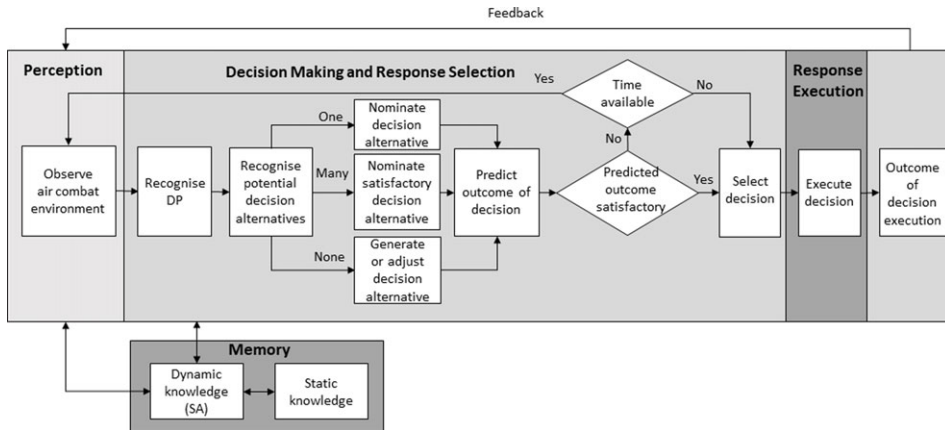 Feedback
Perception
Decision Making and Response Selection
Response
Execution
Yes
Time
available
No
One
Nominate
decision
alternative
No
Observe
air combat
environment
Recognise
DP
Recognise
potential
decision
alternatives
Many
Nominate
satisfactory
decision
alternative
Predict
outcome of
decision
Predicted
outcome
satisfactory
Yes
Select
decision
Execute
decision
Outcome
of
decision
execution
None
Generate
or adjust
decision
alternative
Memory
Dynamic
knowledge
(SA)
Static
knowledge